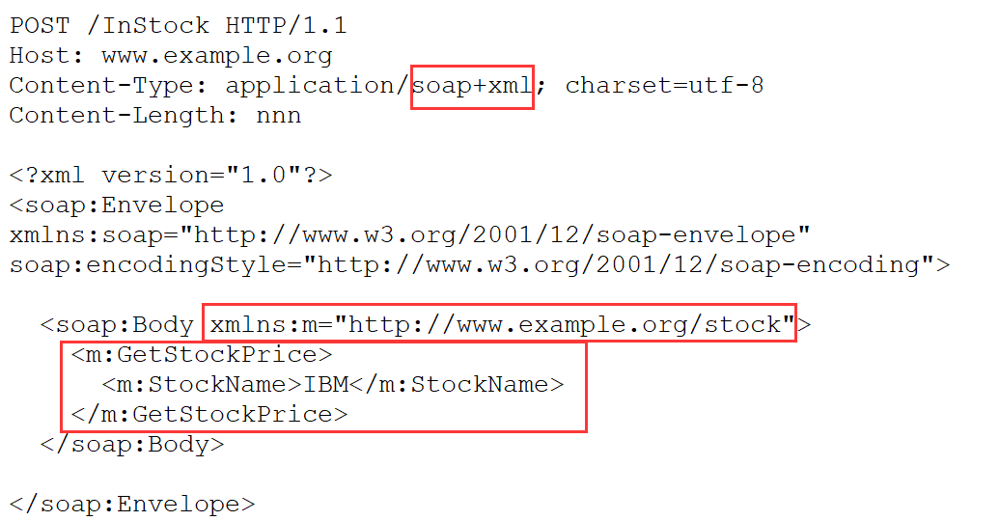 POST /InStock HTTP/1.1
Host: www.example.org
Content-Type: application/soap+xml; charset=utf-8
Content-Length: nnn

<?xml version="1.0"?>
<soap:Envelope
xmlns:soap="http://www.w3.org/2001/12/soap-envelope"
soap:encodingStyle="http://www.w3.org/2001/12/soap-encoding">

  <soap:Body xmlns:m="http://www.example.org/stock">
    <m:GetStockPrice>
      <m:StockName>IBM</m:StockName>
    </m:GetStockPrice>
  </soap:Body>

</soap:Envelope>